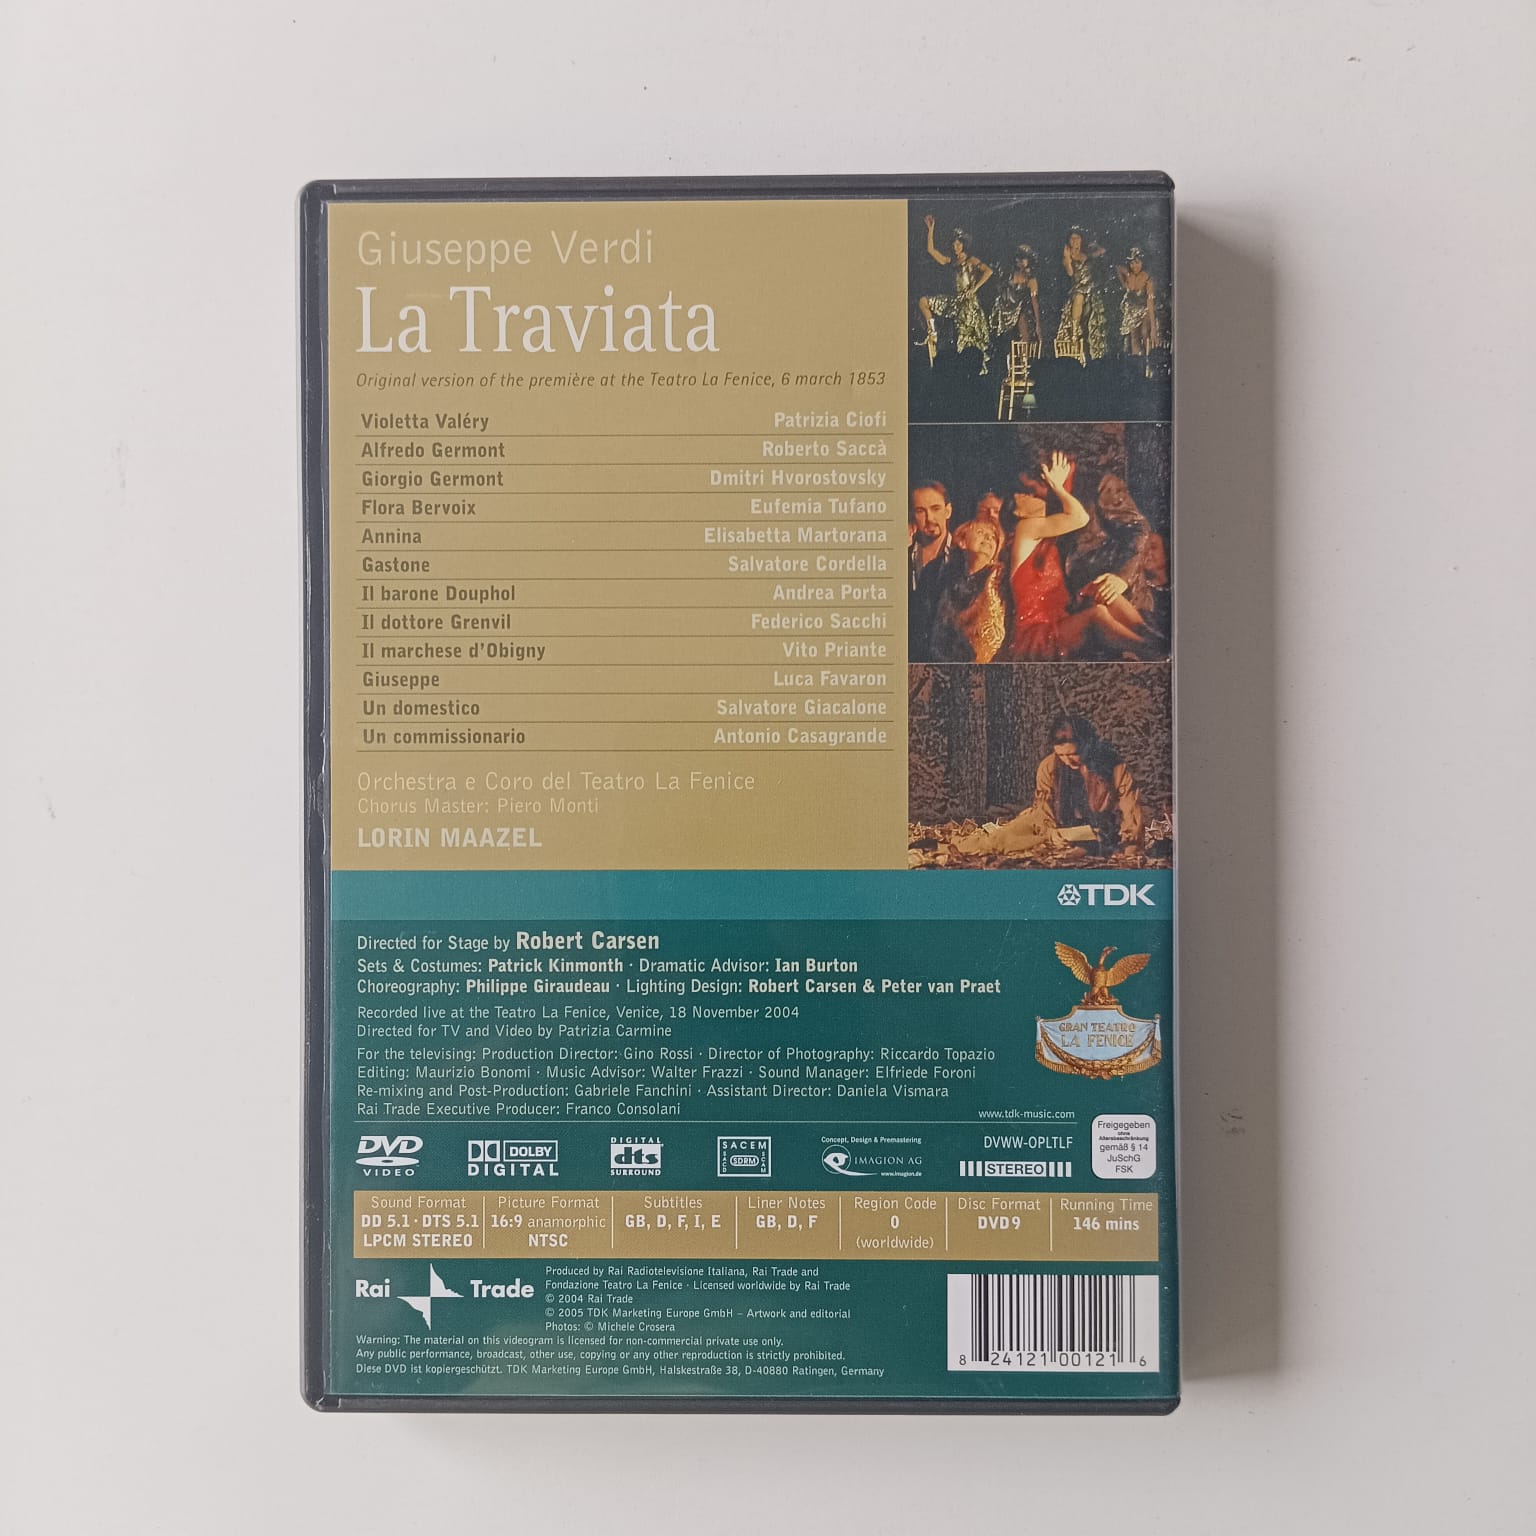 Giuseppe Verdi
La Traviata
Original version of the première at the Teatro La Fenice, 6 march 1853
Violetta Valéry Patrizia Ciofi
Alfredo Germont Roberto Saccà
Giorgio Germont Dmitri Hvorostovsky
Flora Bervoix Eufemia Tufano
Annina Elisabetta Martorana
Gastone Salvatore Cordella
Il barone Douphol Andrea Porta
Il dottore Grenvil Federico Sacchi
Il marchese d'Obigny Vito Priante
Giuseppe Luca Favaron
Un domestico Salvatore Giacalone
Un commissionario Antonio Casagrande
Orchestra e Coro del Teatro La Fenice
Chorus Master: Piero Monti
LORIN MAAZEL
TDK
Directed for Stage by Robert Carsen
Sets & Costumes: Patrick Kinmonth · Dramatic Advisor: Ian Burton
Choreography: Philippe Giraudeau · Lighting Design: Robert Carsen & Peter van Praet
Recorded live at the Teatro La Fenice, Venice, 18 November 2004
Directed for TV and Video by Patrizia Carmine
GRAN TEATRO
LA FENICE
For the televising: Production Director: Gino Rossi · Director of Photography: Riccardo Topazio
Editing: Maurizio Bonomi · Music Advisor: Walter Frazzi · Sound Manager: Elfriede Foroni
Re-mixing and Post-Production: Gabriele Fanchini · Assistant Director: Daniela Vismara
Rai Trade Executive Producer: Franco Consolani
www.tdk-music.com
DVD
VIDEO
DOLBY
DIGITAL
DIGITAL
dts
SURROUND
SACEM
SACD
SDRM
SCAM
Concept, Design & Premastering
IMAGION AG
www.imagion.de
DVWW-OPLTLF
STEREO
Freigegeben
ohne
Altersbeschränkung
gemäß § 14
JuSchG
FSK
Sound Format
DD 5.1 · DTS 5.1
LPCM STEREO
Picture Format
16:9 anamorphic
NTSC
Subtitles
GB, D, F, I, E
Liner Notes
GB, D, F
Region Code
0
(worldwide)
Disc Format
DVD 9
Running Time
146 mins
Rai Trade
Produced by Rai Radiotelevisione Italiana, Rai Trade and
Fondazione Teatro La Fenice · Licensed worldwide by Rai Trade
© 2004 Rai Trade
© 2005 TDK Marketing Europe GmbH – Artwork and editorial
Photos: © Michele Crosera
Warning: The material on this videogram is licensed for non-commercial private use only.
Any public performance, broadcast, other use, copying or any other reproduction is strictly prohibited.
Diese DVD ist kopiergeschützt. TDK Marketing Europe GmbH, Halskestraße 38, D-40880 Ratingen, Germany
8 24121 00121 6